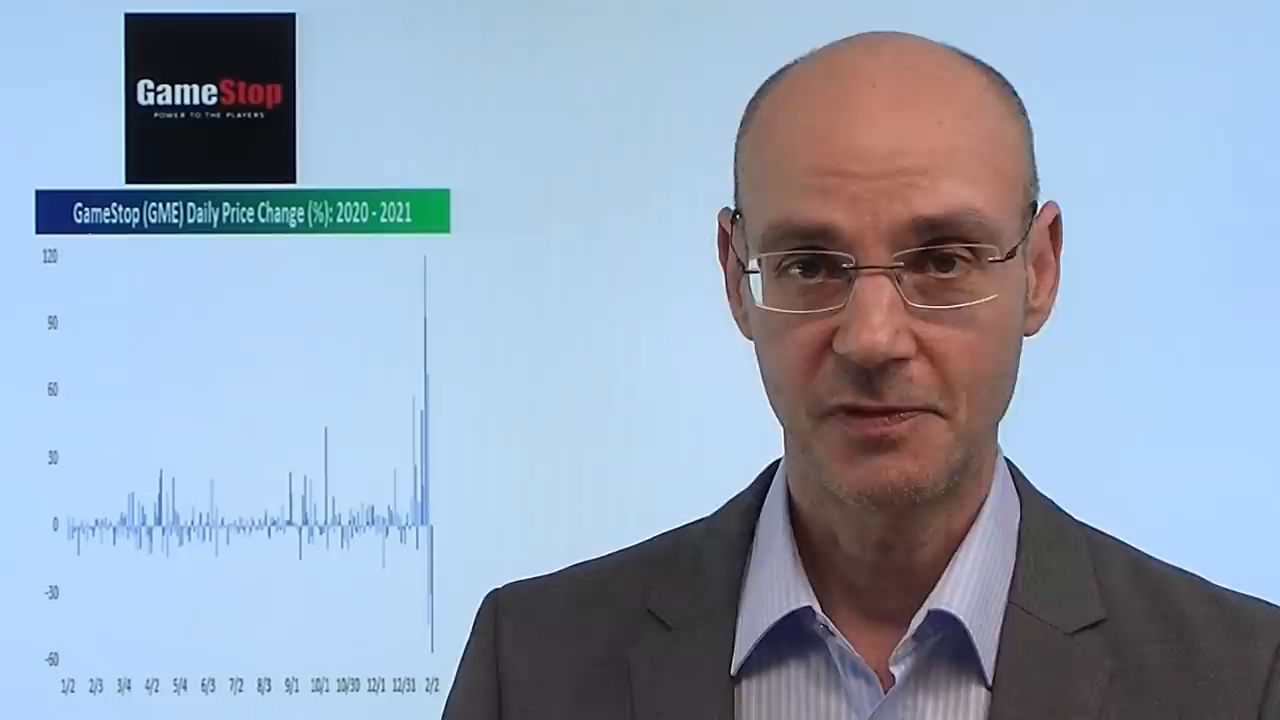 GameStop
POWER TO THE PLAYERS
GameStop (GME) Daily Price Change (%): 2020 - 2021
120
90
60
30
0
-30
-60
1/2 2/3 3/4 4/2 5/4 6/3 7/2 8/3 9/1 10/1 10/30 12/1 12/31 2/2